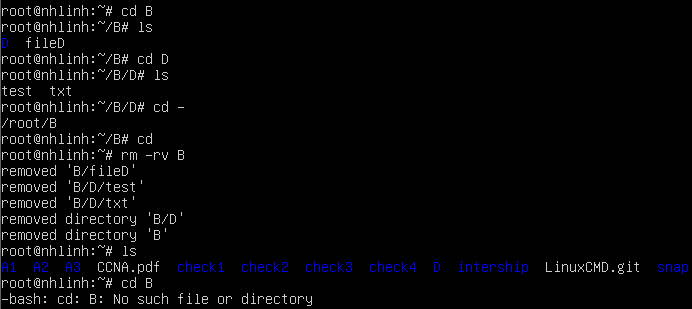 root@nhlinh:~# cd B
root@nhlinh:~/B# ls
D  fileD
root@nhlinh:~/B# cd D
root@nhlinh:~/B/D# ls
test  txt
root@nhlinh:~/B/D# cd -
/root/B
root@nhlinh:~/B# cd
root@nhlinh:~# rm -rv B
removed 'B/fileD'
removed 'B/D/test'
removed 'B/D/txt'
removed directory 'B/D'
removed directory 'B'
root@nhlinh:~# ls
A1  A2  A3  CCNA.pdf  check1  check2  check3  check4  D  intership  LinuxCMD.git  snap
root@nhlinh:~# cd B
-bash: cd: B: No such file or directory